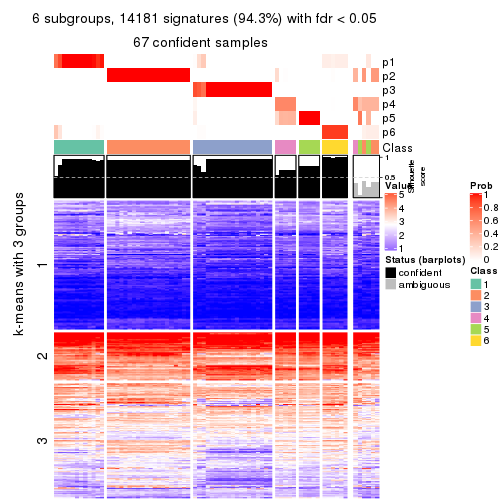 6 subgroups, 14181 signatures (94.3%) with fdr < 0.05
67 confident samples
p1
p2
p3
p4
p5
p6
Class
1
0.5
0
Silhouette
score
k-means with 3 groups
1
2
3
Value
5
4
3
2
1
Status (barplots)
confident
ambiguous
Prob
1
0.8
0.6
0.4
0.2
0
Class
1
2
3
4
5
6